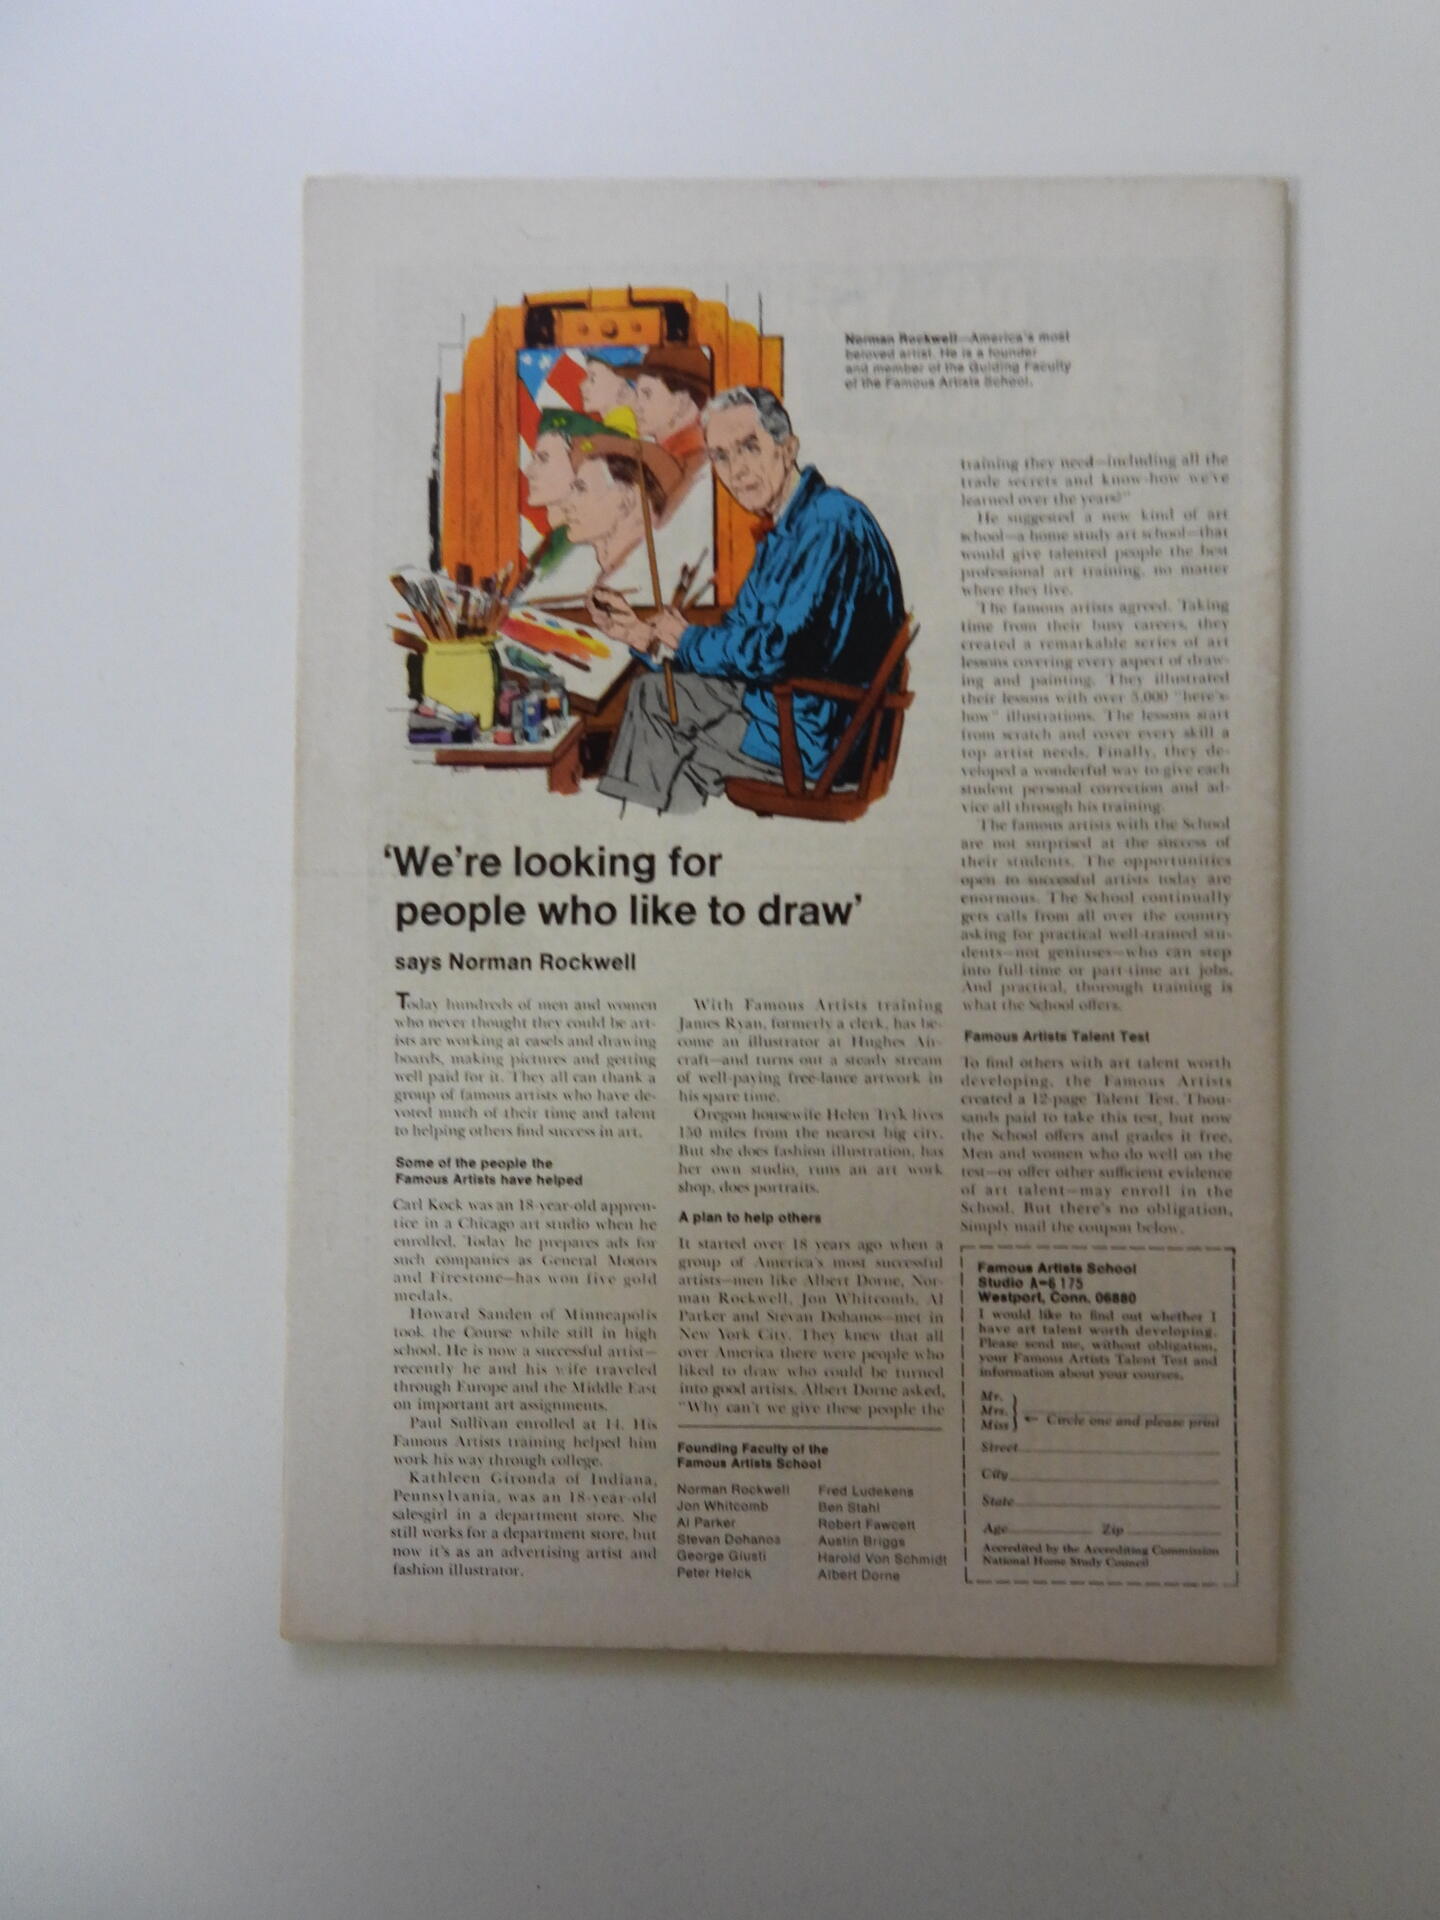 Norman Rockwell—America's most
beloved artist. He is a founder
and member of the Guiding Faculty
of the Famous Artists School.
'We're looking for
people who like to draw'
says Norman Rockwell
Today hundreds of men and women
who never thought they could be art-
ists are working at easels and drawing
boards, making pictures and getting
well paid for it. They all can thank a
group of famous artists who have de-
voted much of their time and talent
to helping others find success in art.
Some of the people the
Famous Artists have helped
Carl Kock was an 18-year-old appren-
tice in a Chicago art studio when he
enrolled. Today he prepares ads for
such companies as General Motors
and Firestone—has won five gold
medals.
Howard Sanden of Minneapolis
took the Course while still in high
school. He is now a successful artist—
recently he and his wife traveled
through Europe and the Middle East
on important art assignments.
Paul Sullivan enrolled at 14. His
Famous Artists training helped him
work his way through college.
Kathleen Gironda of Indiana,
Pennsylvania, was an 18-year-old
salesgirl in a department store. She
still works for a department store, but
now it's as an advertising artist and
fashion illustrator.
With Famous Artists training
James Ryan, formerly a clerk, has be-
come an illustrator at Hughes Air-
craft—and turns out a steady stream
of well-paying free-lance artwork in
his spare time.
Oregon housewife Helen Tryk lives
150 miles from the nearest big city.
But she does fashion illustration, has
her own studio, runs an art work
shop, does portraits.
A plan to help others
It started over 18 years ago when a
group of America's most successful
artists—men like Albert Dorne, Nor-
man Rockwell, Jon Whitcomb, Al
Parker and Stevan Dohanos—met in
New York City. They knew that all
over America there were people who
liked to draw who could be turned
into good artists. Albert Dorne asked,
"Why can't we give these people the
training they need—including all the
trade secrets and know-how we've
learned over the years?"
He suggested a new kind of art
school—a home study art school—that
would give talented people the best
professional art training, no matter
where they live.
The famous artists agreed. Taking
time from their busy careers, they
created a remarkable series of art
lessons covering every aspect of draw-
ing and painting. They illustrated
their lessons with over 5,000 "here's-
how" illustrations. The lessons start
from scratch and cover every skill a
top artist needs. Finally, they de-
veloped a wonderful way to give each
student personal correction and ad-
vice all through his training.
The famous artists with the School
are not surprised at the success of
their students. The opportunities
open to successful artists today are
enormous. The School continually
gets calls from all over the country
asking for practical well-trained stu-
dents—not geniuses—who can step
into full-time or part-time art jobs.
And practical, thorough training is
what the School offers.
Famous Artists Talent Test
To find others with art talent worth
developing, the Famous Artists
created a 12-page Talent Test. Thou-
sands paid to take this test, but now
the School offers and grades it free.
Men and women who do well on the
test—or offer other sufficient evidence
of art talent—may enroll in the
School. But there's no obligation.
Simply mail the coupon below.
Founding Faculty of the
Famous Artists School
Norman Rockwell
Jon Whitcomb
Al Parker
Stevan Dohanos
George Giusti
Peter Helck
Fred Ludekens
Ben Stahl
Robert Fawcett
Austin Briggs
Harold Von Schmidt
Albert Dorne
Famous Artists School
Studio A-6175
Westport, Conn. 06880
I would like to find out whether I
have art talent worth developing.
Please send me, without obligation,
your Famous Artists Talent Test and
information about your courses.
Mr.
Mrs.
Miss
Circle one and please print
Street
City
State
Age Zip
Accredited by the Accrediting Commission
National Home Study Council